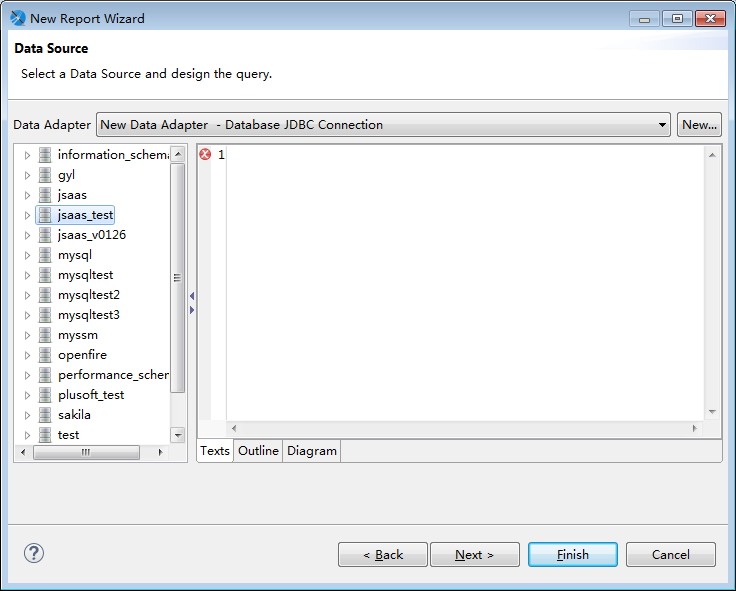 New Report Wizard
Data Source
Select a Data Source and design the query.
Data Adapter New Data Adapter - Database JDBC Connection New...
information_schema
gyl
jsaas
jsaas_test
jsaas_v0126
mysql
mysqltest
mysqltest2
mysqltest3
myssm
openfire
performance_scher
plusoft_test
sakila
test
1
Texts Outline Diagram
< Back Next > Finish Cancel